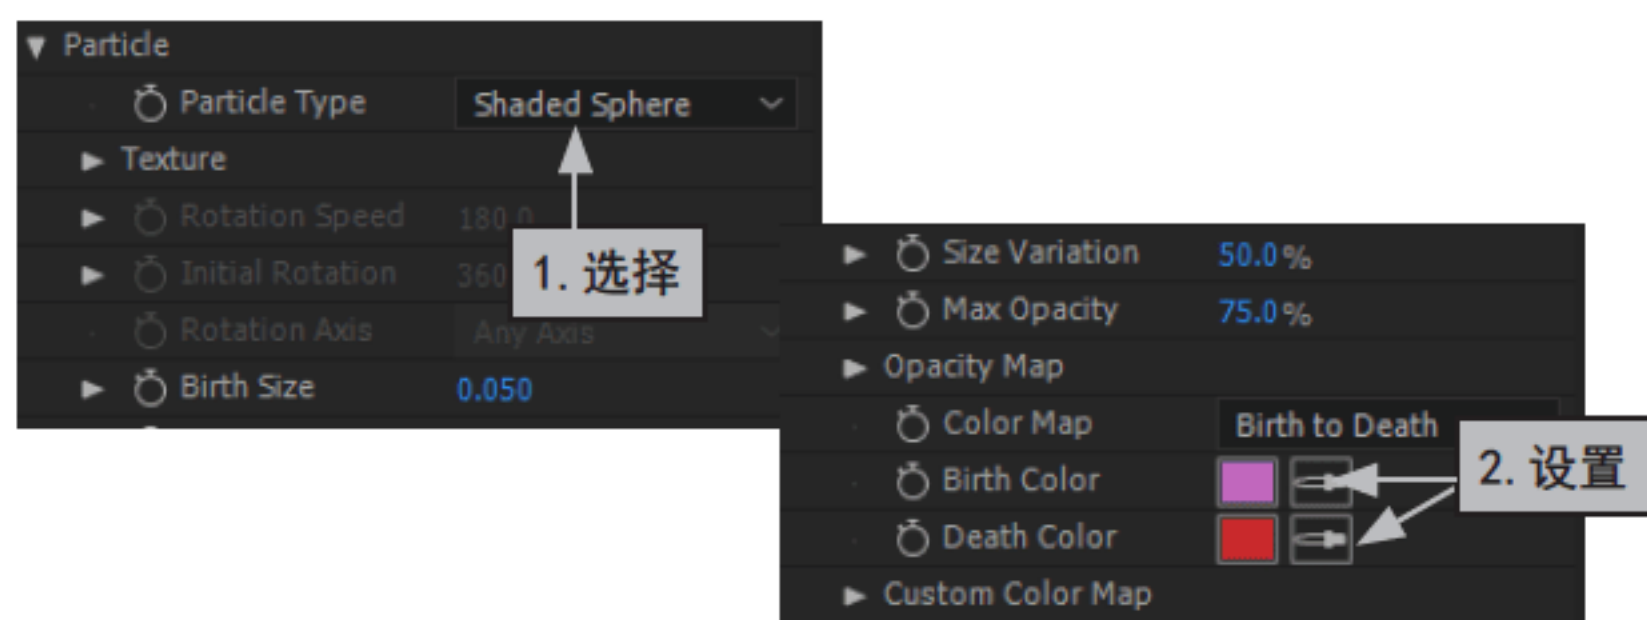 Particle
Particle Type Shaded Sphere
Texture
Rotation Speed 180.0
Initial Rotation 360
1. 选择
Rotation Axis Any Axis
Birth Size 0.050
Size Variation 50.0%
Max Opacity 75.0%
Opacity Map
Color Map Birth to Death
Birth Color
2. 设置
Death Color
Custom Color Map